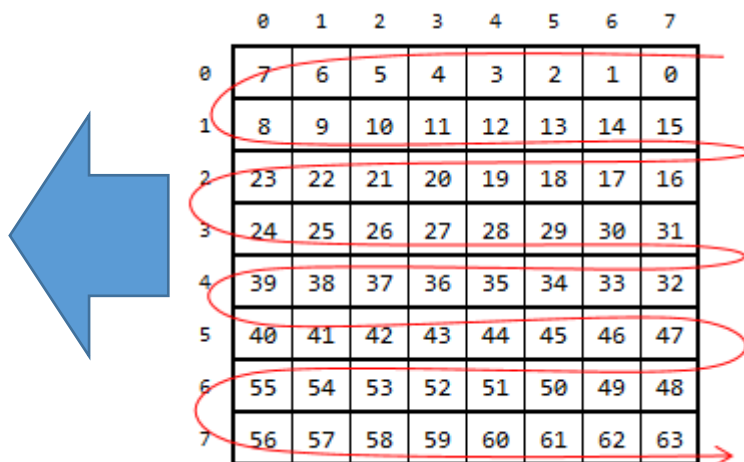 0 1 2 3 4 5 6 7
0 7 6 5 4 3 2 1 0
1 8 9 10 11 12 13 14 15
2 23 22 21 20 19 18 17 16
3 24 25 26 27 28 29 30 31
4 39 38 37 36 35 34 33 32
5 40 41 42 43 44 45 46 47
6 55 54 53 52 51 50 49 48
7 56 57 58 59 60 61 62 63